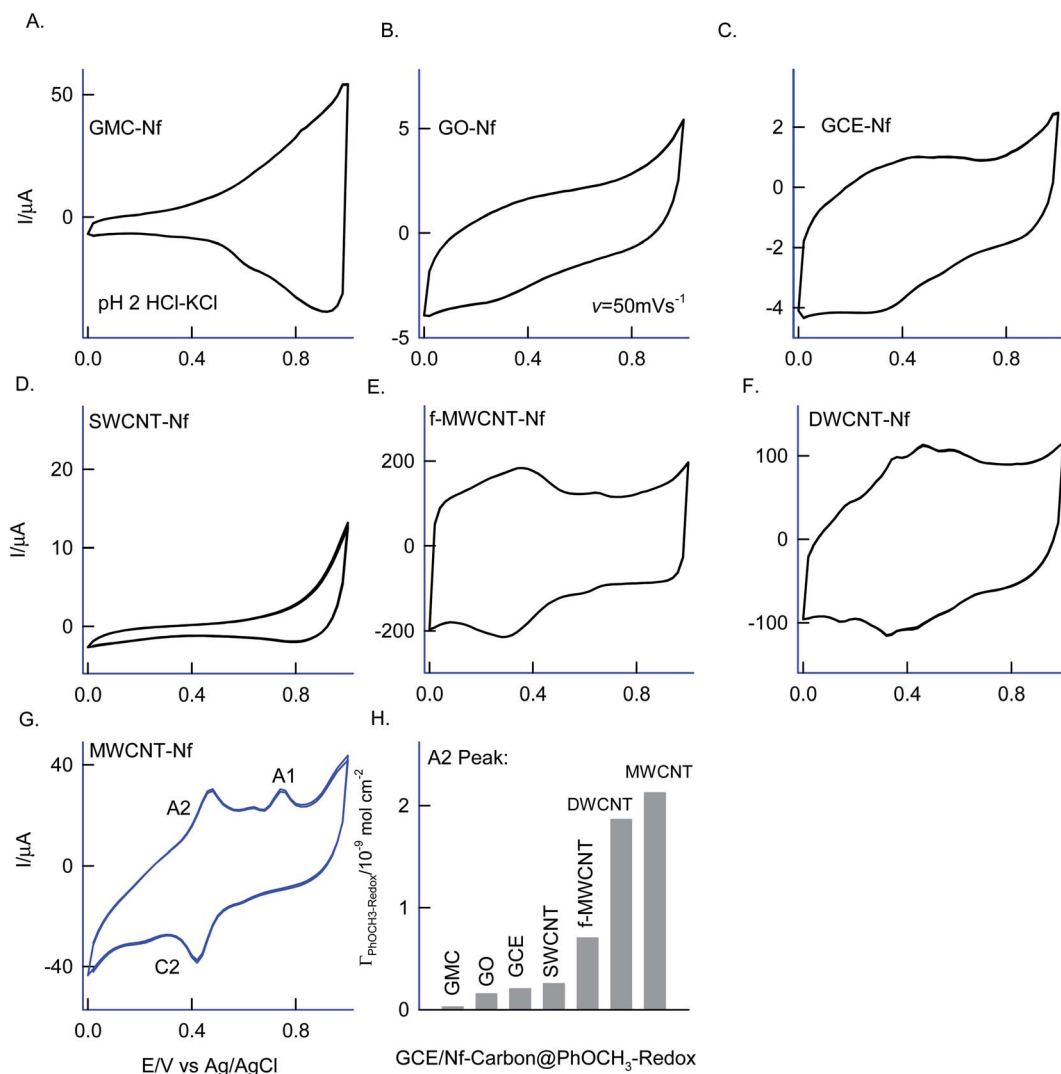 A.
B.
C.
50
0
I/µA
GMC-Nf
pH 2 HCl-KCl
0.0 0.4 0.8
5
0
-5
GO-Nf
v=50mVs⁻¹
0.0 0.4 0.8
2
0
-2
-4
GCE-Nf
0.0 0.4 0.8
D.
E.
F.
20
10
0
I/µA
SWCNT-Nf
0.0 0.4 0.8
200
0
-200
f-MWCNT-Nf
0.0 0.4 0.8
100
0
-100
DWCNT-Nf
0.0 0.4 0.8
G.
H.
40
0
-40
I/µA
MWCNT-Nf
A2
A1
C2
0.0 0.4 0.8
E/V vs Ag/AgCl
2
1
0
Γ_PhOCH3-Redox/10⁻⁹ mol cm⁻²
A2 Peak:
GMC
GO
GCE
SWCNT
f-MWCNT
DWCNT
MWCNT
GCE/Nf-Carbon@PhOCH₃-Redox